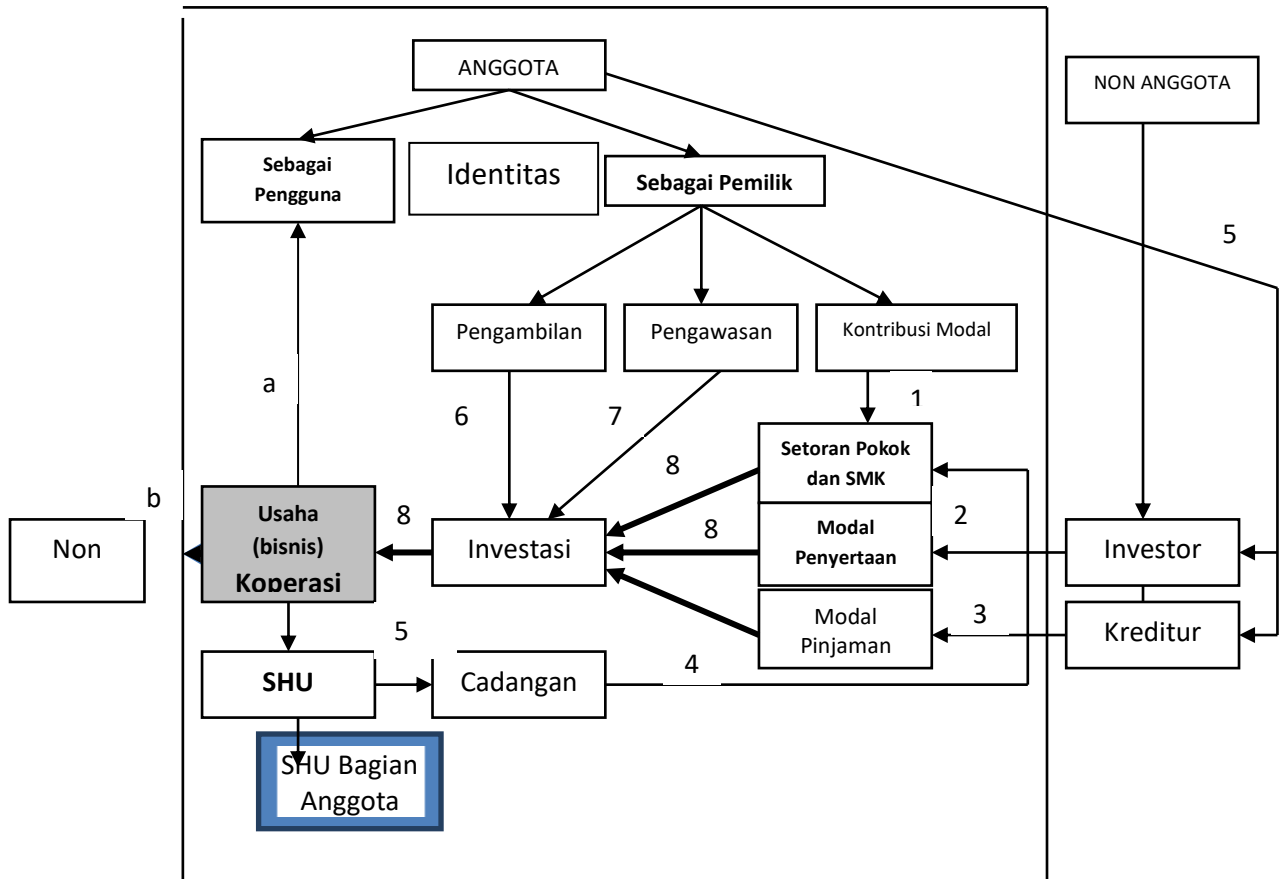 ANGGOTA
NON ANGGOTA
Sebagai
Pengguna
Identitas
Sebagai Pemilik
5
Pengambilan
Pengawasan
Kontribusi Modal
a
6
7
1
Setoran Pokok
dan SMK
8
b
Non
Usaha
(bisnis)
Koperasi
8
Investasi
8
Modal
Penyertaan
2
Investor
Modal
Pinjaman
3
Kreditur
5
SHU
Cadangan
4
SHU Bagian
Anggota